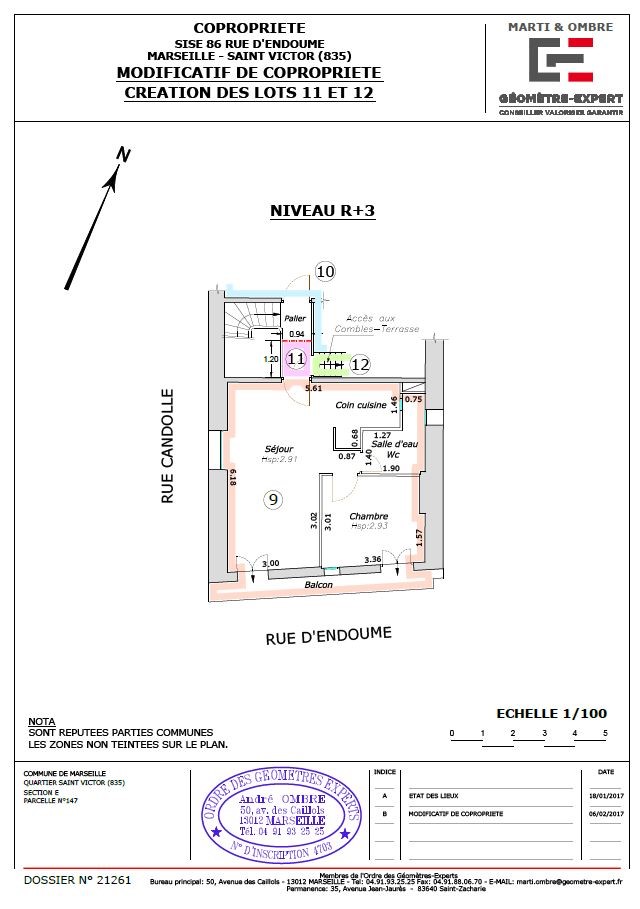 COPROPRIETE
SISE 86 RUE D'ENDOUME
MARSEILLE - SAINT VICTOR (835)
MODIFICATIF DE COPROPRIETE
CREATION DES LOTS 11 ET 12
MARTI & OMBRE
GÉOMÈTRE-EXPERT
CONSEILLER VALORISER GARANTIR
N
NIVEAU R+3
10
Palier
0.94
Accès aux
Combles-Terrasse
1.20
11
12
5.61
Coin cuisine
1.46
0.75
0.68
1.27
Salle d'eau
Wc
0.87
1.40
1.90
Séjour
Hsp:2.91
6.18
9
Chambre
Hsp:2.93
3.02
3.01
1.57
3.00
3.36
Balcon
RUE CANDOLLE
RUE D'ENDOUME
NOTA
SONT REPUTEES PARTIES COMMUNES
LES ZONES NON TEINTEES SUR LE PLAN.
ECHELLE 1/100
0 1 2 3 4 5
COMMUNE DE MARSEILLE
QUARTIER SAINT VICTOR (835)
SECTION E
PARCELLE N°147
ORDRE DES GEOMETRES EXPERTS
André OMBRE
50, av. des Caillols
13012 MARSEILLE
Tél. 04 91 93 25 25
N° D'INSCRIPTION 4703
INDICE DATE
A ETAT DES LIEUX 18/01/2017
B MODIFICATIF DE COPROPRIETE 06/02/2017
DOSSIER N° 21261
Membres de l'Ordre des Géomètres-Experts
Bureau principal: 50, Avenue des Caillols - 13012 MARSEILLE - Tel: 04.91.93.25.25 Fax: 04.91.88.06.70 - E-MAIL: marti.ombre@geometre-expert.fr
Permanence: 35, Avenue Jean-Jaurès - 83640 Saint-Zacharie